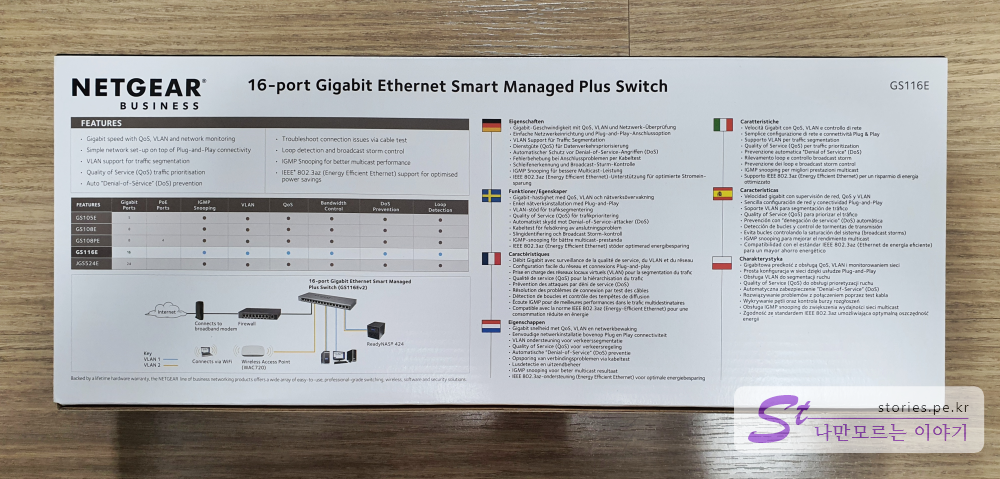 NETGEAR®
BUSINESS
16-port Gigabit Ethernet Smart Managed Plus Switch
GS116E
FEATURES
• Gigabit speed with QoS, VLAN and network monitoring
• Simple network set-up on top of Plug-and-Play connectivity
• VLAN support for traffic segmentation
• Quality of Service (QoS) traffic prioritisation
• Auto "Denial-of-Service" (DoS) prevention
• Troubleshoot connection issues via cable test
• Loop detection and broadcast storm control
• IGMP Snooping for better multicast performance
• IEEE® 802.3az (Energy Efficient Ethernet) support for optimised
power savings
FEATURES Gigabit Ports PoE Ports IGMP Snooping VLAN QoS Bandwidth Control DoS Prevention Loop Detection
GS105E 5 • • • • • •
GS108E 8 • • • • • •
GS108PE 8 4 • • • • • •
GS116E 16 • • • • • •
JGS524E 24 • • • • • •
16-port Gigabit Ethernet Smart Managed
Plus Switch (GS116Ev2)
Internet
Connects to
broadband modem
Firewall
ReadyNAS® 424
Key
VLAN 1
VLAN 2
Connects via WiFi
Wireless Access Point
(WAC720)
Backed by a lifetime hardware warranty, the NETGEAR line of business networking products offers a wide array of easy-to-use, professional-grade switching, wireless, software and security solutions.
Eigenschaften
• Gigabit-Geschwindigkeit mit QoS, VLAN und Netzwerk-Überprüfung
• Einfache Netzwerkeinrichtung und Plug-and-Play-Anschlussoption
• VLAN Support für Traffic Segmentation
• Dienstgüte (QoS) für Datenverkehrspriorisierung
• Automatischer Schutz vor Denial-of-Service-Angriffen (DoS)
• Fehlerbehebung bei Anschlussproblemen per Kabeltest
• Schleifenerkennung und Broadcast-Sturm-Kontrolle
• IGMP Snooping für bessere Multicast-Leistung
• IEEE 802.3az (Energy Efficient Ethernet)-Unterstützung für optimierte Stromein-
sparung
Funktioner/Egenskaper
• Gigabit-hastighet med QoS, VLAN och nätverksövervakning
• Enkel nätverksinstallation med Plug-and-Play
• VLAN-stöd för trafiksegmentering
• Quality of Service (QoS) för trafikprioritering
• Automatiskt skydd mot Denial-of-Service-attacker (DoS)
• Kabeltest för felsökning av anslutningsproblem
• Slingidentifiering och Broadcast Storm-kontroll
• IGMP-snooping för bättre multicast-prestanda
• IEEE 802.3az (Energy Efficient Ethernet) stöder optimerad energibesparing
Caractéristiques
• Débit Gigabit avec surveillance de la qualité de service, du VLAN et du réseau
• Configuration facile du réseau et connexions Plug-and-play
• Prise en charge des réseaux locaux virtuels (VLAN) pour la segmentation du trafic
• Qualité de service (QoS) pour la hiérarchisation du trafic
• Prévention des attaques par déni de service (DoS)
• Résolution des problèmes de connexion par test des câbles
• Détection de boucles et contrôle des tempêtes de diffusion
• Écoute IGMP pour de meilleures performances dans le trafic multidestinataires
• Compatible avec la norme IEEE 802.3az (Energy-Efficient Ethernet) pour une
consommation réduite en énergie
Eigenschappen
• Gigabit snelheid met QoS, VLAN en netwerkbewaking
• Eenvoudige netwerkinstallatie bovenop Plug en Play connectiviteit
• VLAN ondersteuning voor verkeerssegmentatie
• Quality of Service (QoS) voor verkeersregeling
• Automatische "Denial-of-Service" (DoS) preventie
• Opsporing van verbindingsproblemen via kabeltest
• Lusdetectie en uitzendbeheer
• IGMP snooping voor beter multicast resultaat
• IEEE 802.3az-ondersteuning (Energy Efficient Ethernet) voor optimale energiebesparing
Caratteristiche
• Velocità Gigabit con QoS, VLAN e controllo di rete
• Semplice configurazione di rete e connettività Plug & Play
• Supporto VLAN per traffic segmentation
• Quality of Service (QoS) per traffic prioritization
• Prevenzione automatica "Denial of Service" (DoS)
• Rilevamento loop e controllo broadcast storm
• Prevenzione dei loop e broadcast storm control
• IGMP snooping per migliori prestazioni multicast
• Supporto IEEE 802.3az (Energy Efficient Ethernet) per un risparmio di energia
ottimizzato
Características
• Velocidad gigabit con supervisión de red, QoS y VLAN
• Sencilla configuración de red y conectividad Plug-and-Play
• Soporte VLAN para segmentación de tráfico
• Quality of Service (QoS) para priorizar el tráfico
• Prevención con "denegación de servicio" (DoS) automática
• Detección de bucles y control de tormentas de transmisión
• Evita bucles controlando la saturación del sistema (broadcast storms)
• IGMP snooping para mejorar el rendimiento multicast
• Compatibilidad con el estándar IEEE 802.3az (Ethernet de energía eficiente)
para un mayor ahorro energético
Charakterystyka
• Gigabitowa prędkość z obsługą QoS, VLAN i monitorowaniem sieci
• Prosta konfiguracja w sieci dzięki usłudze Plug-and-Play
• Obsługa VLAN do segmentacji ruchu
• Quality of Service (QoS) do obsługi priorytetyzacji ruchu
• Automatyczna zabezpieczenie "Denial-of-Service" (DoS)
• Rozwiązywanie problemów z połączeniem poprzez test kabla
• Wykrywanie pętli oraz kontrola burzy rozgłoszeń
• Obsługa IGMP snooping do zwiększenia wydajności sieci multicast
• Zgodność ze standardem IEEE 802.3az umożliwiająca optymalną oszczędność
energii
St
stories.pe.kr
나만모르는 이야기